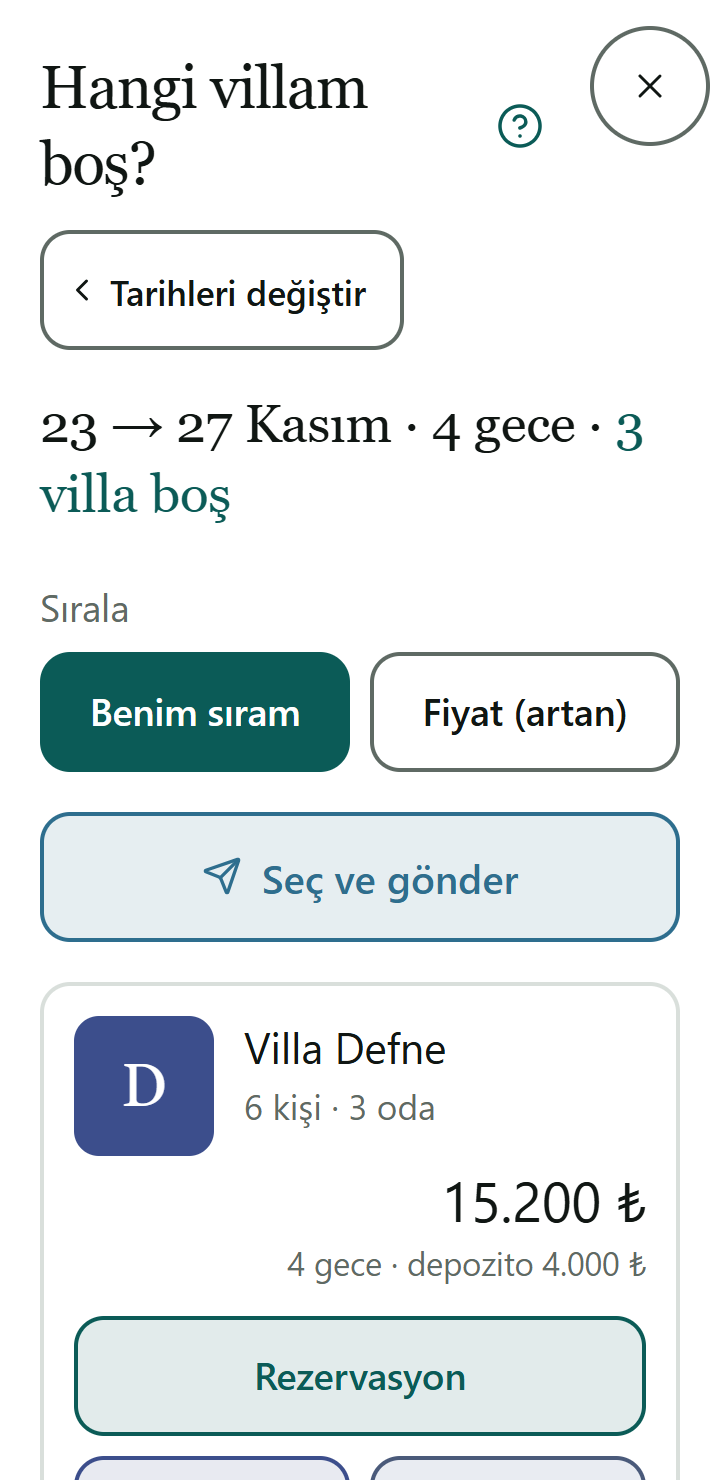 Hangi villam
boş?
?
Tarihleri değiştir
23 → 27 Kasım · 4 gece · 3
villa boş
Sırala
Benim sıram
Fiyat (artan)
Seç ve gönder
D
Villa Defne
6 kişi · 3 oda
15.200 ₺
4 gece · depozito 4.000 ₺
Rezervasyon